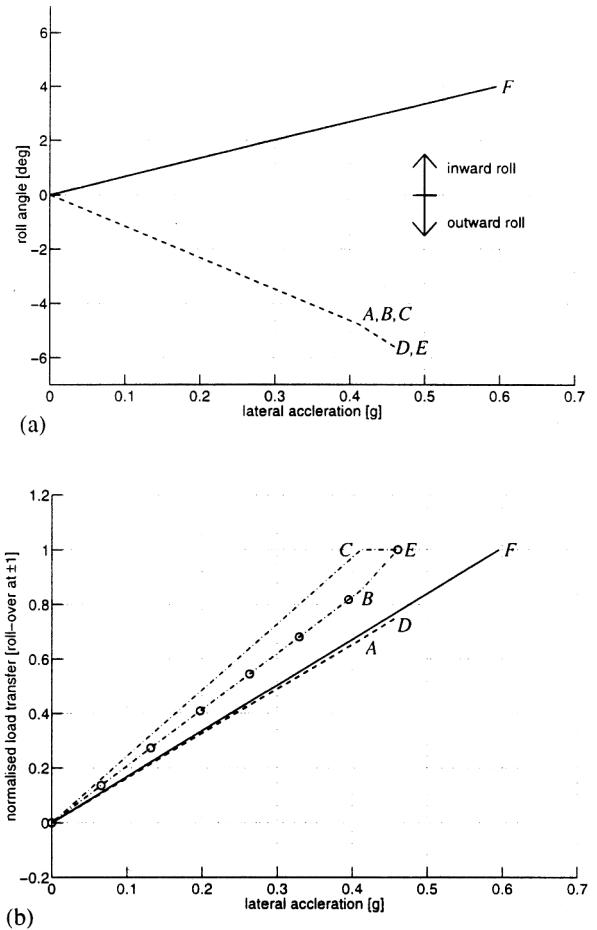 6
4
2
0
−2
−4
−6
roll angle [deg]
F
inward roll
outward roll
A,B,C
D,E
0
0.1
0.2
0.3
0.4
0.5
0.6
0.7
lateral accleration [g]
(a)
1.2
1
0.8
0.6
0.4
0.2
0
−0.2
normalised load transfer [roll−over at ±1]
C
E
F
B
D
A
0
0.1
0.2
0.3
0.4
0.5
0.6
0.7
lateral accleration [g]
(b)